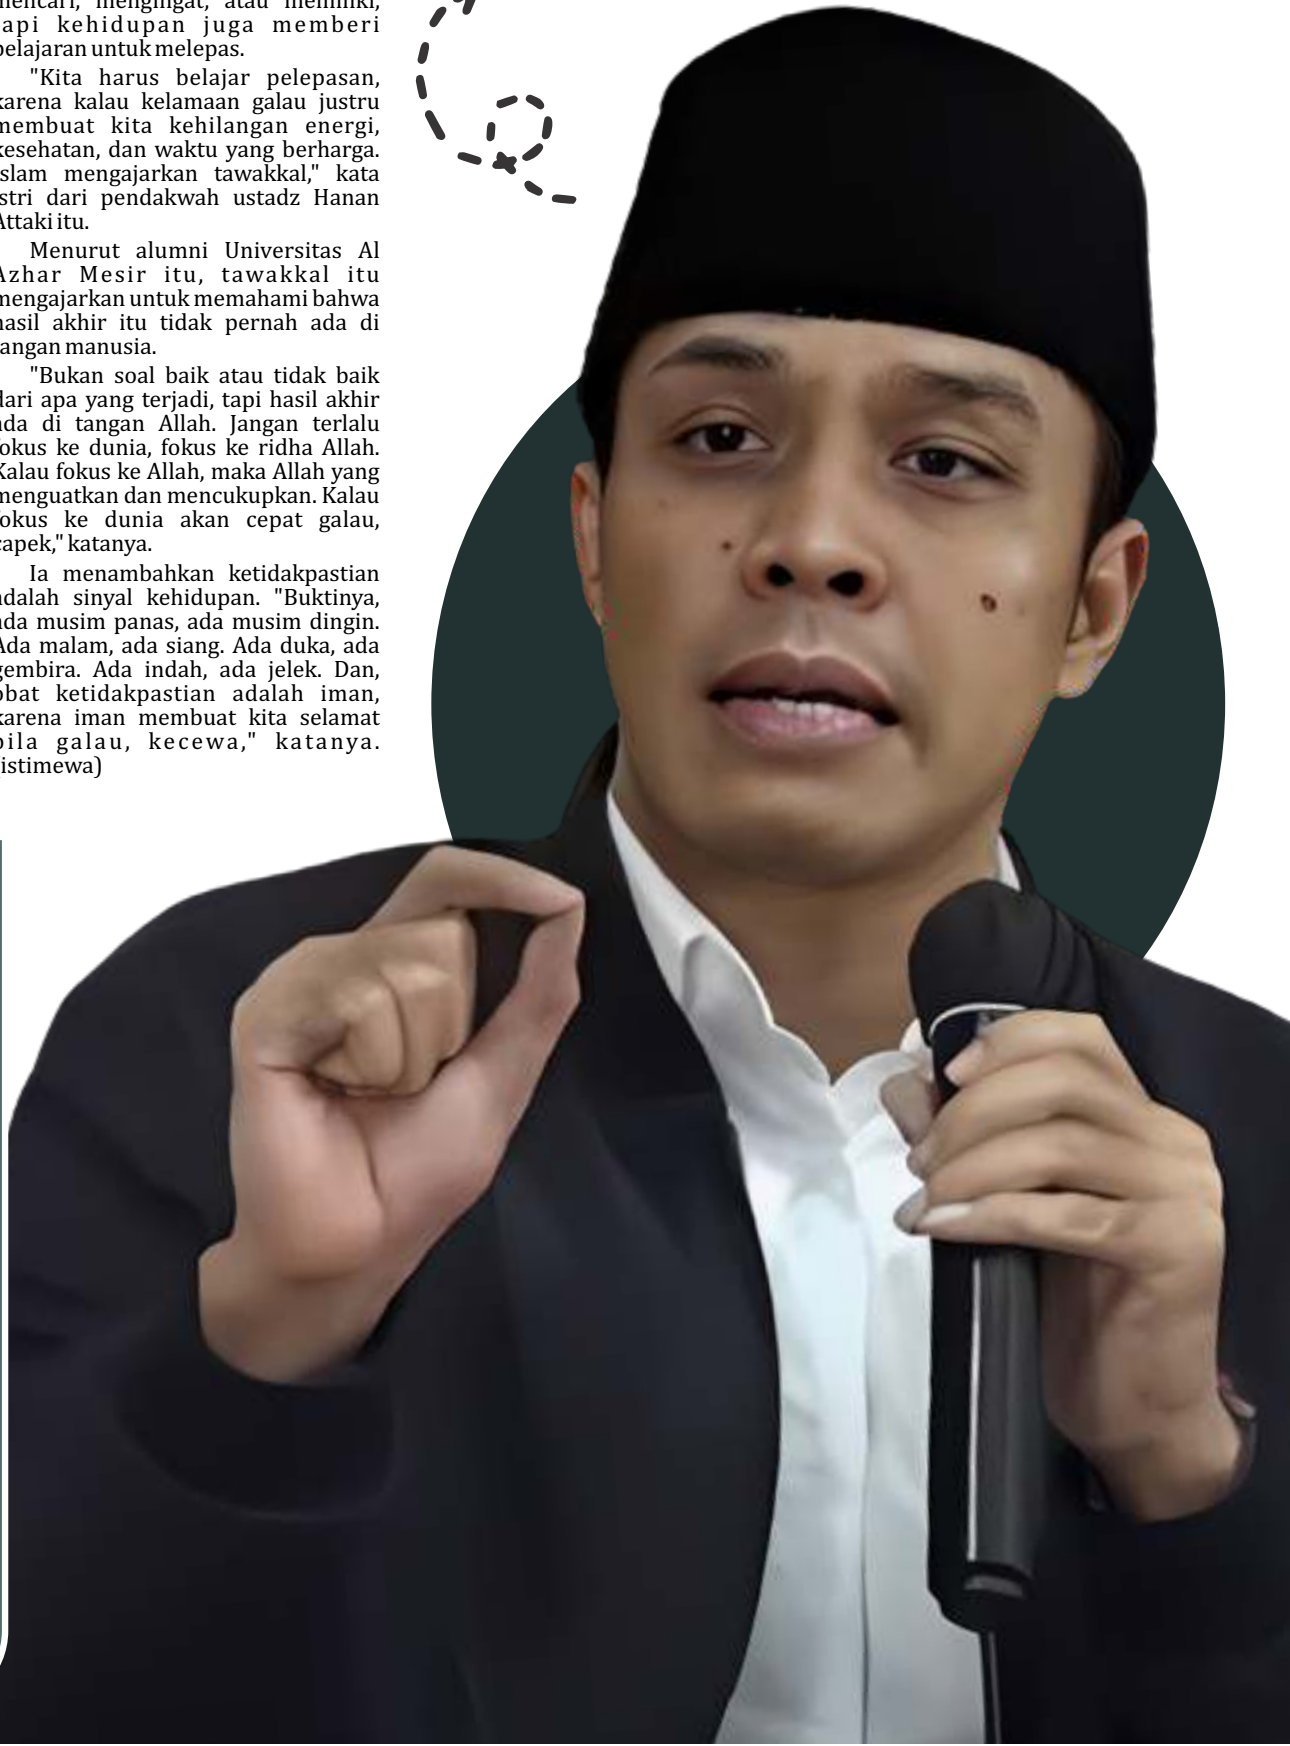 mencari, mengingat, atau memiliki,
tapi kehidupan juga memberi
pelajaran untuk melepas.
"Kita harus belajar pelepasan,
karena kalau kelamaan galau justru
membuat kita kehilangan energi,
kesehatan, dan waktu yang berharga.
Islam mengajarkan tawakkal," kata
istri dari pendakwah ustadz Hanan
Attaki itu.
Menurut alumni Universitas Al
Azhar Mesir itu, tawakkal itu
mengajarkan untuk memahami bahwa
hasil akhir itu tidak pernah ada di
tangan manusia.
"Bukan soal baik atau tidak baik
dari apa yang terjadi, tapi hasil akhir
ada di tangan Allah. Jangan terlalu
fokus ke dunia, fokus ke ridha Allah.
Kalau fokus ke Allah, maka Allah yang
menguatkan dan mencukupkan. Kalau
fokus ke dunia akan cepat galau,
capek," katanya.
Ia menambahkan ketidakpastian
adalah sinyal kehidupan. "Buktinya,
ada musim panas, ada musim dingin.
Ada malam, ada siang. Ada duka, ada
gembira. Ada indah, ada jelek. Dan,
obat ketidakpastian adalah iman,
karena iman membuat kita selamat
bila galau, kecewa," katanya.
istimewa)